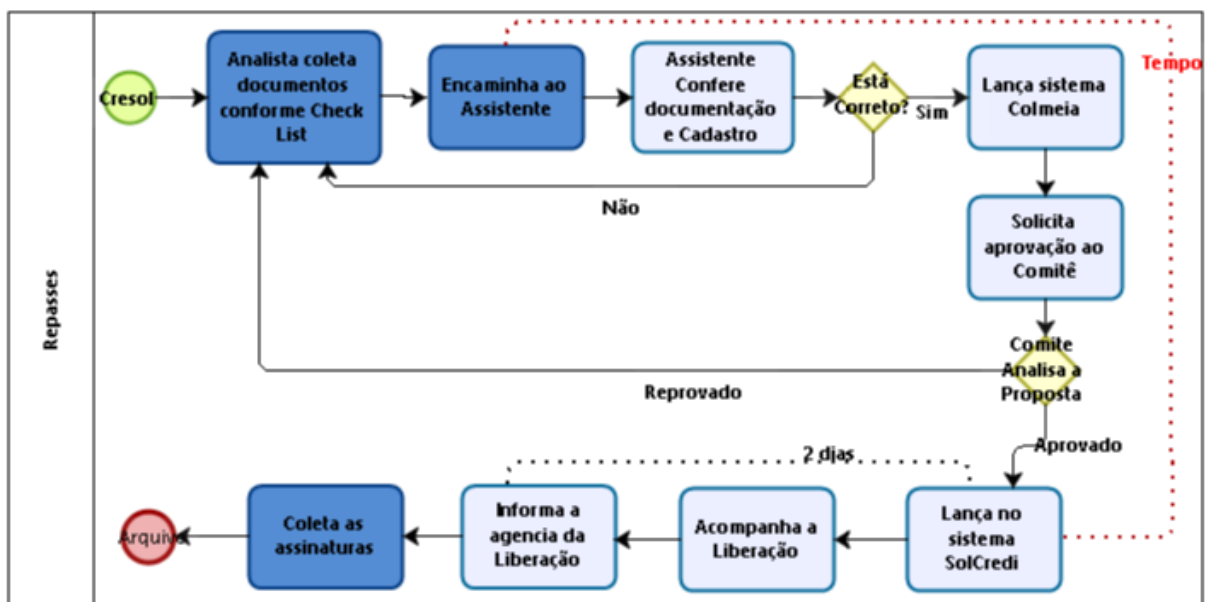 Repasses
Cresol
Analista coleta
documentos
conforme Check
List
Encaminha ao
Assistente
Assistente
Confere
documentação
e Cadastro
Está
Correto?
Sim
Lança sistema
Colmeia
Tempo
Não
Solicita
aprovação ao
Comitê
Comite
Analisa a
Proposta
Reprovado
Aprovado
2 dias
Lança no
sistema
SolCredi
Acompanha a
Liberação
Informa a
agencia da
Liberação
Coleta as
assinaturas
Arquivo